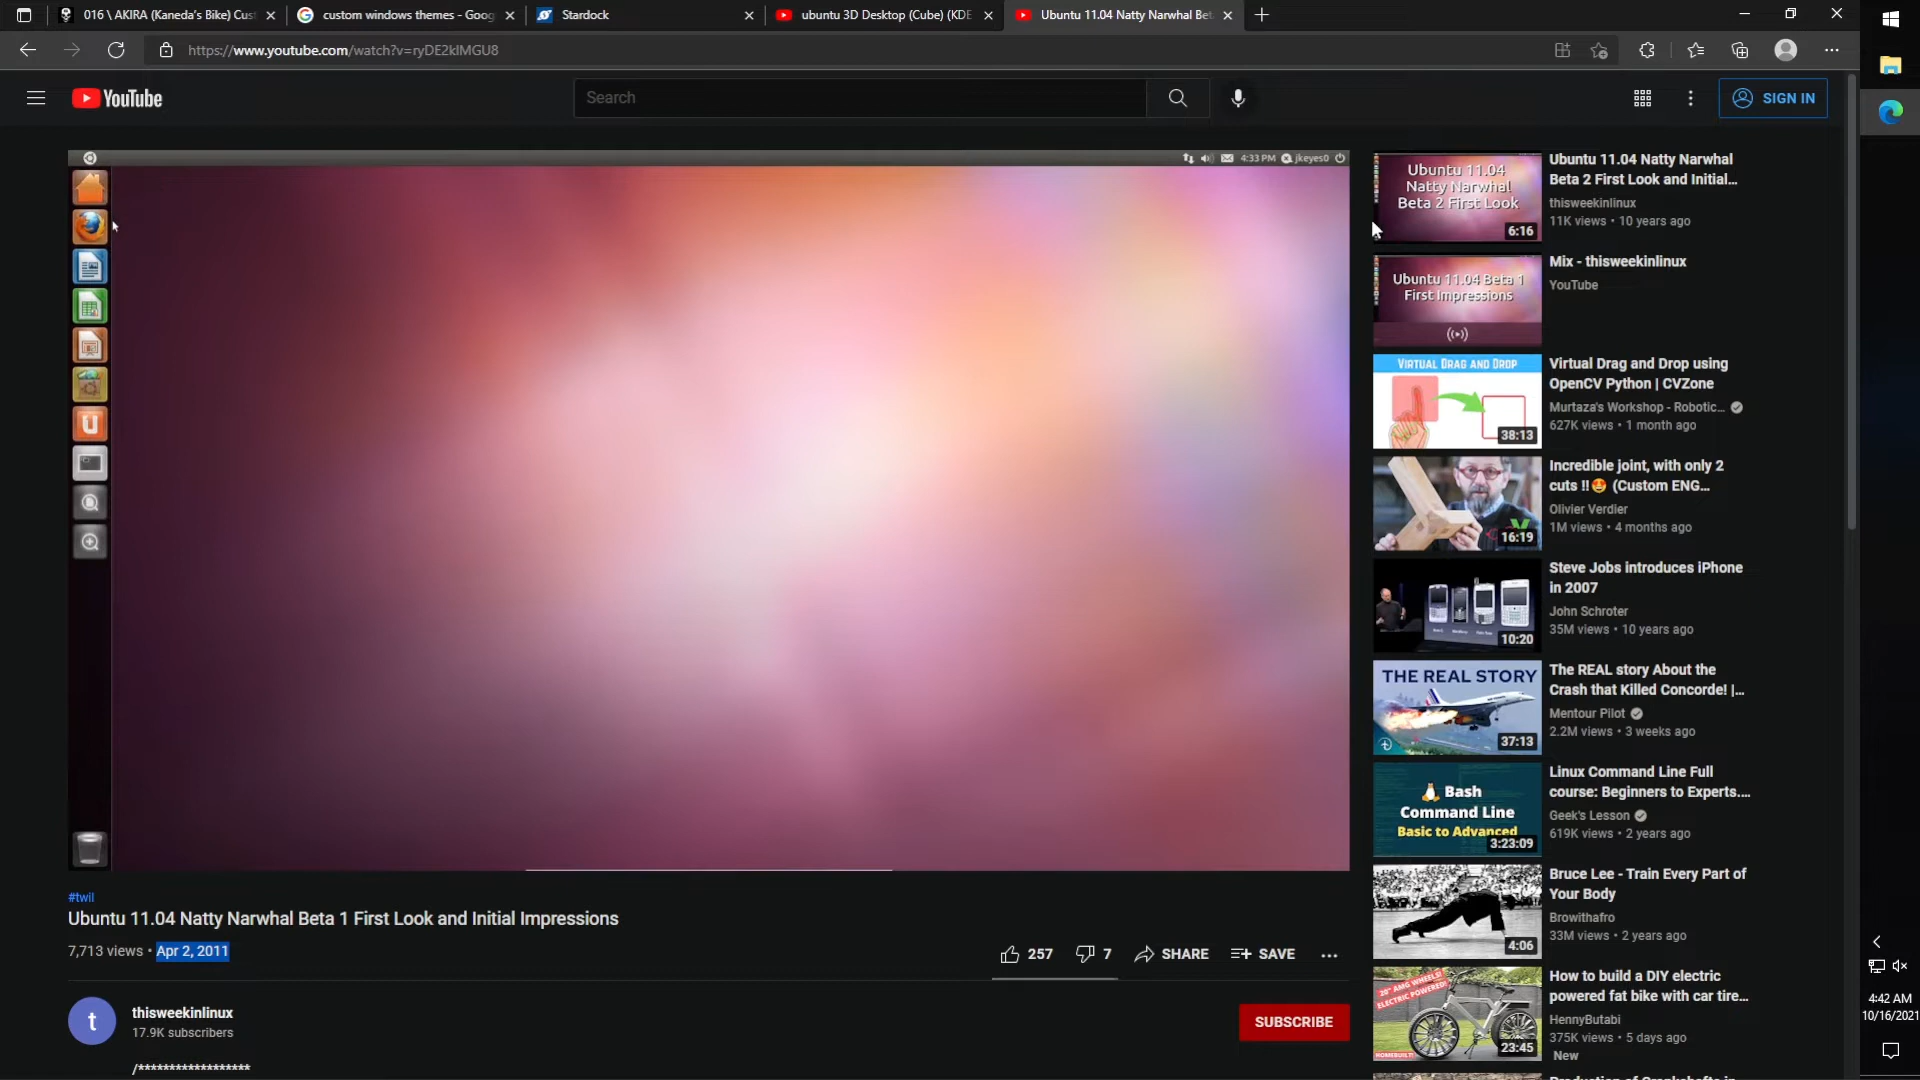 016 \ AKIRA (Kaneda's Bike) Cust
custom windows themes - Goog
Stardock
ubuntu 3D Desktop (Cube) (KDE
Ubuntu 11.04 Natty Narwhal Bet
https://www.youtube.com/watch?v=ryDE2klMGU8
YouTube
Search
SIGN IN
4:33 PM jkeyes0
#twil
Ubuntu 11.04 Natty Narwhal Beta 1 First Look and Initial Impressions
7,713 views • Apr 2, 2011
257
7
SHARE
SAVE
t
thisweekinlinux
17.9K subscribers
SUBSCRIBE
/******************
Ubuntu 11.04
Natty Narwhal
Beta 2 First Look
6:16
Ubuntu 11.04 Natty Narwhal
Beta 2 First Look and Initial...
thisweekinlinux
11K views • 10 years ago
Ubuntu 11.04 Beta 1
First Impressions
Mix - thisweekinlinux
YouTube
VIRTUAL DRAG AND DROP
38:13
Virtual Drag and Drop using
OpenCV Python | CVZone
Murtaza's Workshop - Robotic...
627K views • 1 month ago
16:19
Incredible joint, with only 2
cuts !!😍 (Custom ENG...
Olivier Verdier
1M views • 4 months ago
10:20
Steve Jobs introduces iPhone
in 2007
John Schroter
35M views • 10 years ago
THE REAL STORY
37:13
The REAL story About the
Crash that Killed Concorde! |...
Mentour Pilot
2.2M views • 3 weeks ago
Bash
Command Line
Basic to Advanced
3:23:09
Linux Command Line Full
course: Beginners to Experts....
Geek's Lesson
619K views • 2 years ago
4:06
Bruce Lee - Train Every Part of
Your Body
Browithafro
33M views • 2 years ago
20" AMG WHEELS!
ELECTRIC POWERED!
HOMEBUILT!
23:45
How to build a DIY electric
powered fat bike with car tire...
HennyButabi
375K views • 5 days ago
New
4:42 AM
10/16/2021